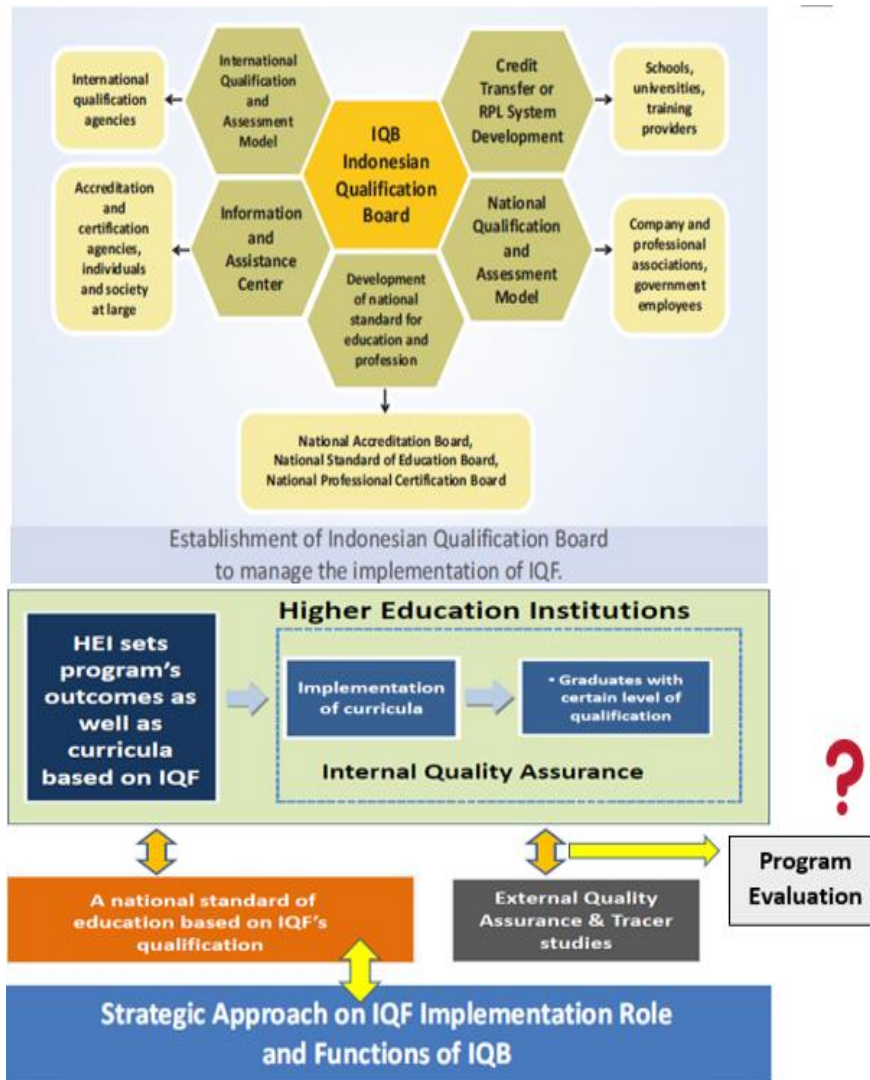 International
qualification
agencies
International
Qualification
and
Assessment
Model
IQB
Indonesian
Qualification
Board
Credit
Transfer or
RPL System
Development
Schools,
universities,
training
providers
Accreditation
and
certification
agencies,
individuals
and society
at large
Information
and
Assistance
Center
Development
of national
standard for
education and
profession
National
Qualification
and
Assessment
Model
Company and
professional
associations,
government
employees
National Accreditation Board,
National Standard of Education Board,
National Professional Certification Board
Establishment of Indonesian Qualification Board
to manage the implementation of IQF.
Higher Education Institutions
HEI sets
program's
outcomes as
well as
curricula
based on IQF
Implementation
of curricula
• Graduates with
certain level of
qualification
Internal Quality Assurance
?
A national standard of
education based on IQF's
qualification
External Quality
Assurance & Tracer
studies
Program
Evaluation
Strategic Approach on IQF Implementation Role
and Functions of IQB